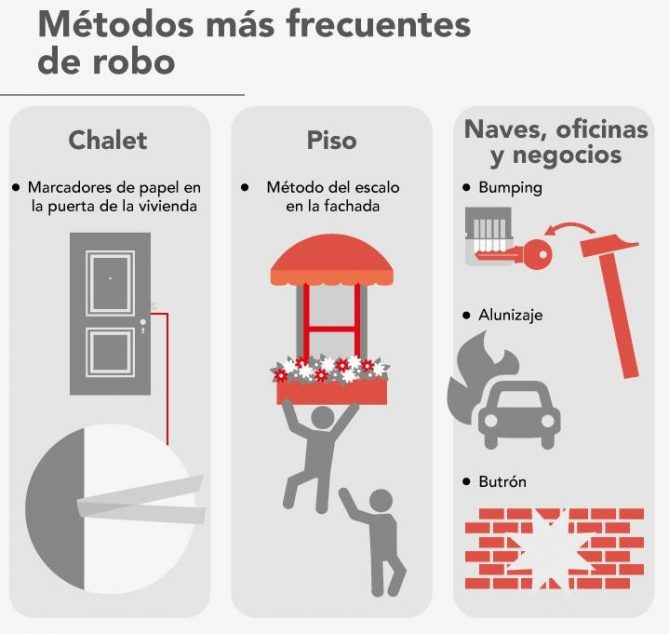 Métodos más frecuentes
de robo
Chalet
• Marcadores de papel en
la puerta de la vivienda
Piso
• Método del escalo
en la fachada
Naves, oficinas
y negocios
• Bumping
• Alunizaje
• Butrón